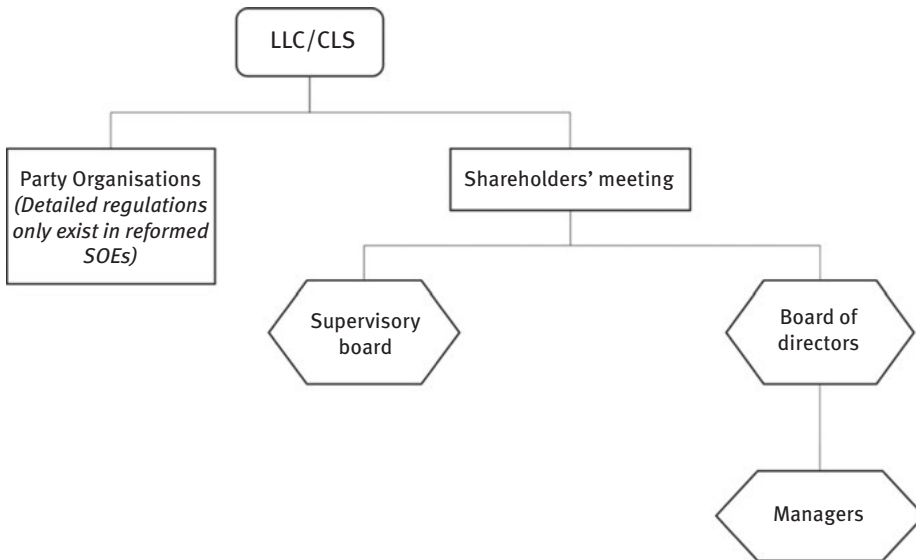 LLC/CLS
Party Organisations
(Detailed regulations
only exist in reformed
SOEs)
Shareholders’ meeting
Supervisory
board
Board of
directors
Managers